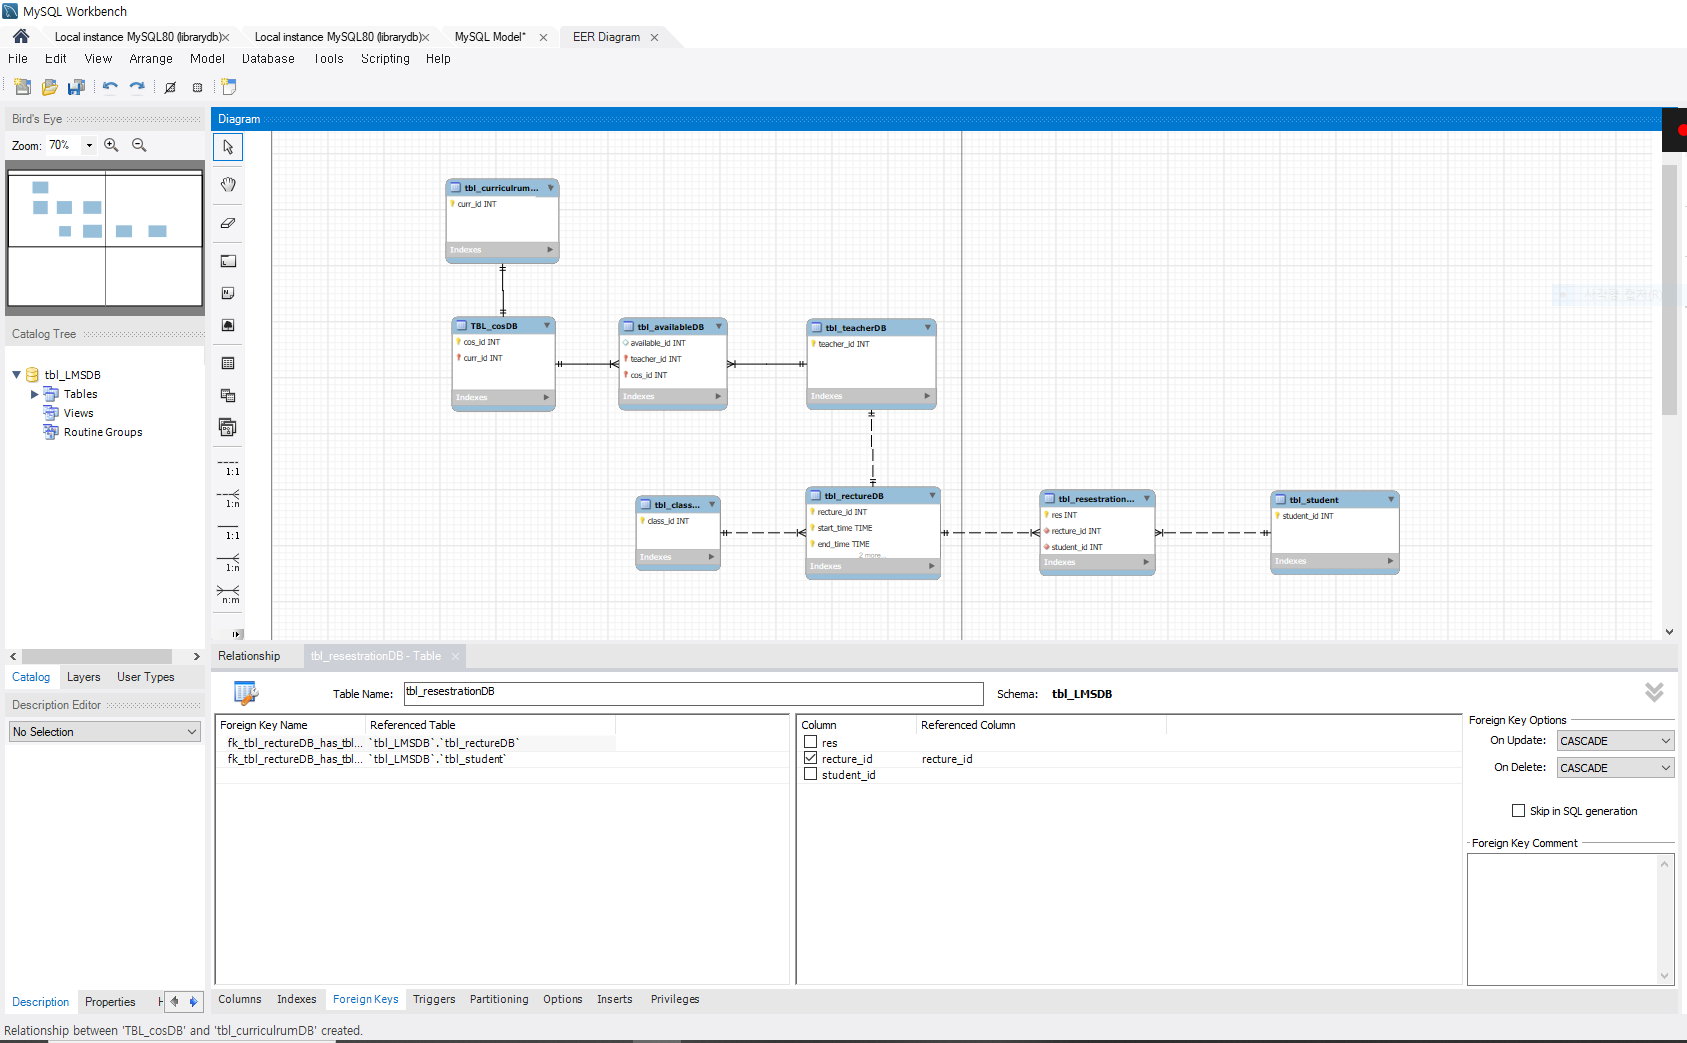 MySQL Workbench
Local instance MySQL80 (librarydb)
Local instance MySQL80 (librarydb)
MySQL Model*
EER Diagram
File Edit View Arrange Model Database Tools Scripting Help
Bird's Eye
Diagram
Zoom: 70%
tbl_curriculrum...
curr_id INT
Indexes
Catalog Tree
tbl_LMSDB
Tables
Views
Routine Groups
TBL_cosDB
cos_id INT
curr_id INT
Indexes
tbl_availableDB
available_id INT
teacher_id INT
cos_id INT
Indexes
tbl_teacherDB
teacher_id INT
Indexes
1:1
1:n
1:1
1:n
n:m
tbl_class...
class_id INT
Indexes
tbl_rectureDB
recture_id INT
start_time TIME
end_time TIME
2 more...
Indexes
tbl_resestration...
res INT
recture_id INT
student_id INT
Indexes
tbl_student
student_id INT
Indexes
Catalog Layers User Types
Description Editor
No Selection
Relationship
tbl_resestrationDB - Table
Table Name: tbl_resestrationDB
Schema: tbl_LMSDB
Foreign Key Name Referenced Table
fk_tbl_rectureDB_has_tbl... `tbl_LMSDB`.`tbl_rectureDB`
fk_tbl_rectureDB_has_tbl... `tbl_LMSDB`.`tbl_student`
Column Referenced Column
res
recture_id recture_id
student_id
Foreign Key Options
On Update: CASCADE
On Delete: CASCADE
Skip in SQL generation
Foreign Key Comment
Description Properties H
Columns Indexes Foreign Keys Triggers Partitioning Options Inserts Privileges
Relationship between 'TBL_cosDB' and 'tbl_curriculrumDB' created.